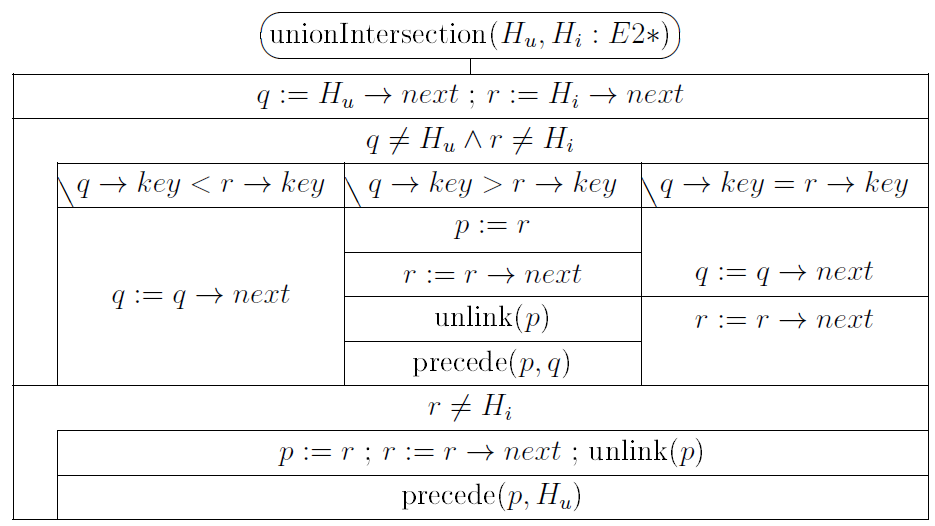 unionIntersection(H_u, H_i : E2*)
q := H_u → next ; r := H_i → next
q ≠ H_u ∧ r ≠ H_i
q → key < r → key
q → key > r → key
q → key = r → key
q := q → next
p := r
r := r → next
unlink(p)
precede(p, q)
q := q → next
r := r → next
r ≠ H_i
p := r ; r := r → next ; unlink(p)
precede(p, H_u)